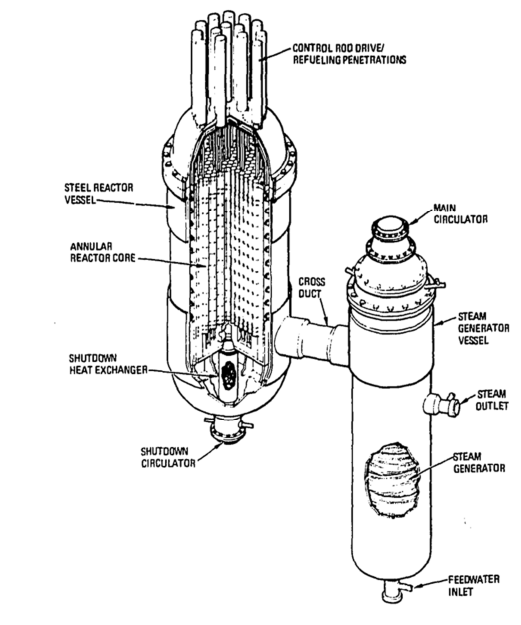 CONTROL ROD DRIVE/
REFUELING PENETRATIONS
STEEL REACTOR
VESSEL
ANNULAR
REACTOR CORE
SHUTDOWN
HEAT EXCHANGER
SHUTDOWN
CIRCULATOR
CROSS
DUCT
MAIN
CIRCULATOR
STEAM
GENERATOR
VESSEL
STEAM
OUTLET
STEAM
GENERATOR
FEEDWATER
INLET